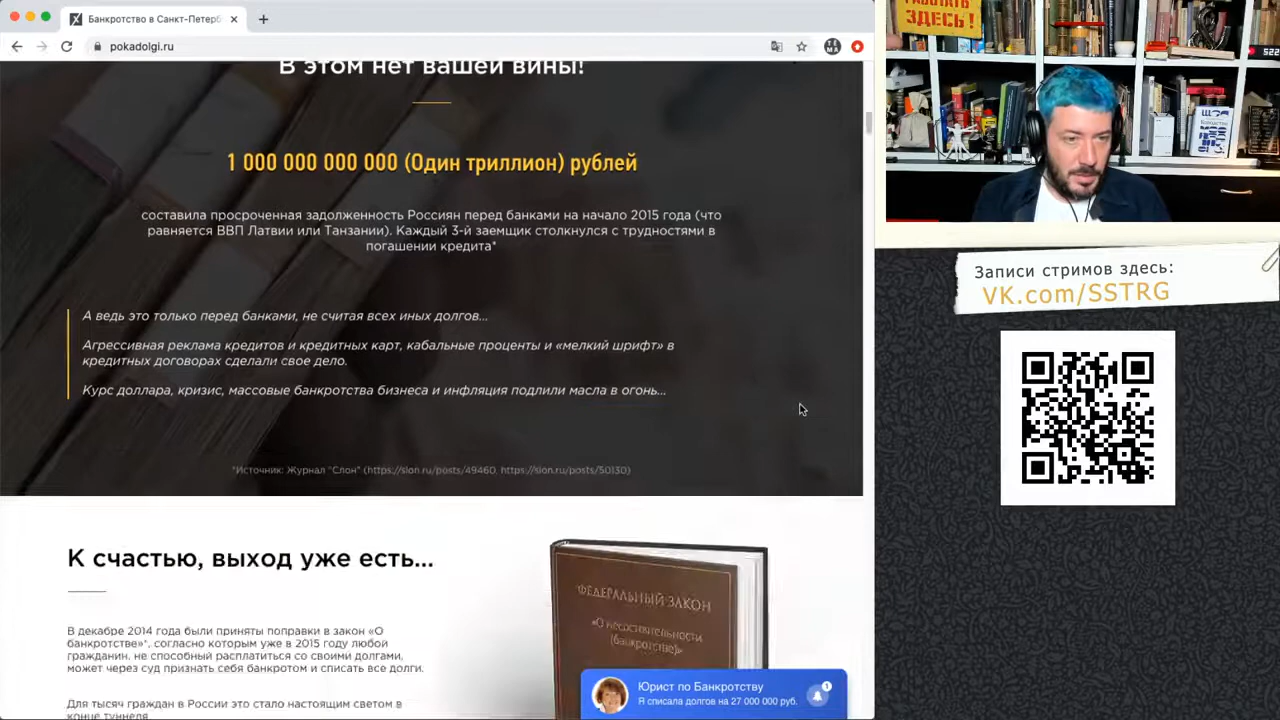 Банкротство в Санкт-Петерб
pokadolgi.ru
В этом нет вашей вины!
1 000 000 000 000 (Один триллион) рублей
составила просроченная задолженность Россиян перед банками на начало 2015 года (что
равняется ВВП Латвии или Танзании). Каждый 3-й заемщик столкнулся с трудностями в
погашении кредита*
А ведь это только перед банками, не считая всех иных долгов...
Агрессивная реклама кредитов и кредитных карт, кабальные проценты и «мелкий шрифт» в
кредитных договорах сделали свое дело.
Курс доллара, кризис, массовые банкротства бизнеса и инфляция подлили масла в огонь...
*Источник: Журнал "Слон" (https://slon.ru/posts/49460, https://slon.ru/posts/50130)
К счастью, выход уже есть...
В декабре 2014 года были приняты поправки в закон «О
банкротстве»*, согласно которым уже в 2015 году любой
гражданин, не способный расплатиться со своими долгами,
может через суд признать себя банкротом и списать все долги.
Для тысяч граждан в России это стало настоящим светом в
конце туннеля
ФЕДЕРАЛЬНЫЙ ЗАКОН
«О несостоятельности
(банкротстве)»
Юрист по Банкротству
Я списала долгов на 27 000 000 руб.
1
РАБОТАТЬ
ЗДЕСЬ!
522
Записи стримов здесь:
VK.com/SSTRG